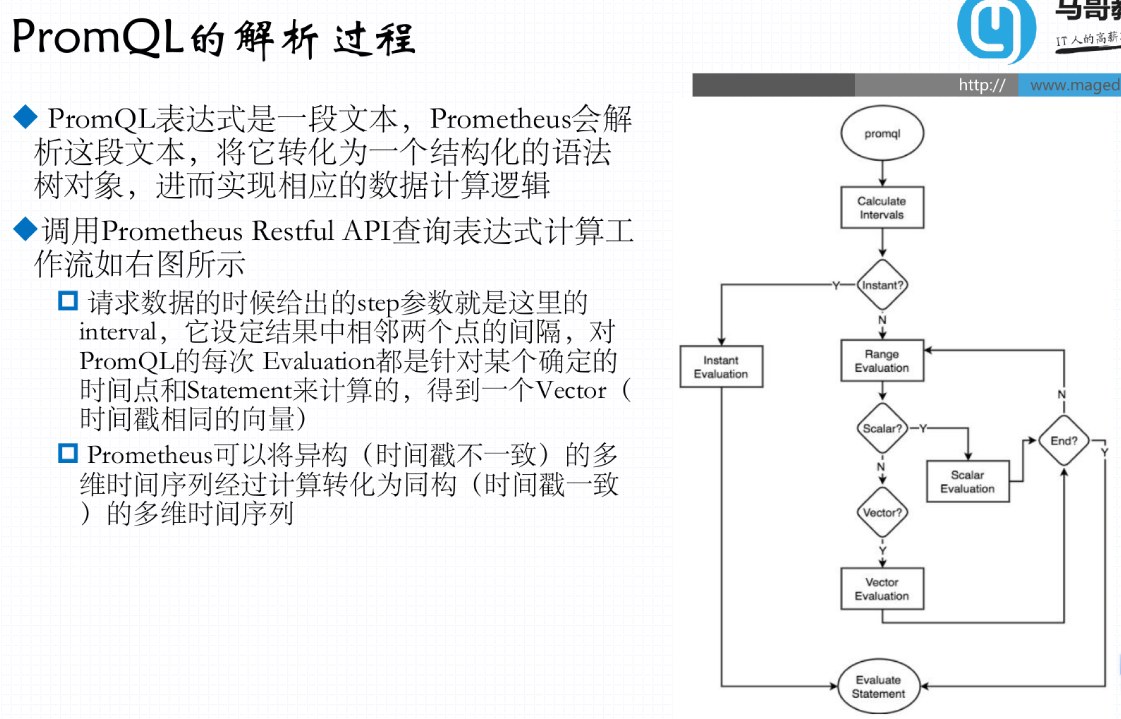 PromQL的解析过程
马哥教
IT人的高薪
http://
www.maged
◆ PromQL表达式是一段文本，Prometheus会解
析这段文本，将它转化为一个结构化的语法
树对象，进而实现相应的数据计算逻辑
◆调用Prometheus Restful API查询表达式计算工
作流如右图所示
请求数据的时候给出的step参数就是这里的
interval，它设定结果中相邻两个点的间隔，对
PromQL的每次 Evaluation都是针对某个确定的
时间点和Statement来计算的，得到一个Vector（
时间戳相同的向量）
Prometheus可以将异构（时间戳不一致）的多
维时间序列经过计算转化为同构（时间戳一致
）的多维时间序列
promql
Calculate
Intervals
Instant?
Y
N
Instant
Evaluation
Range
Evaluation
Scalar?
Y
N
Scalar
Evaluation
End?
N
Y
Vector?
Y
Vector
Evaluation
Evaluate
Statement